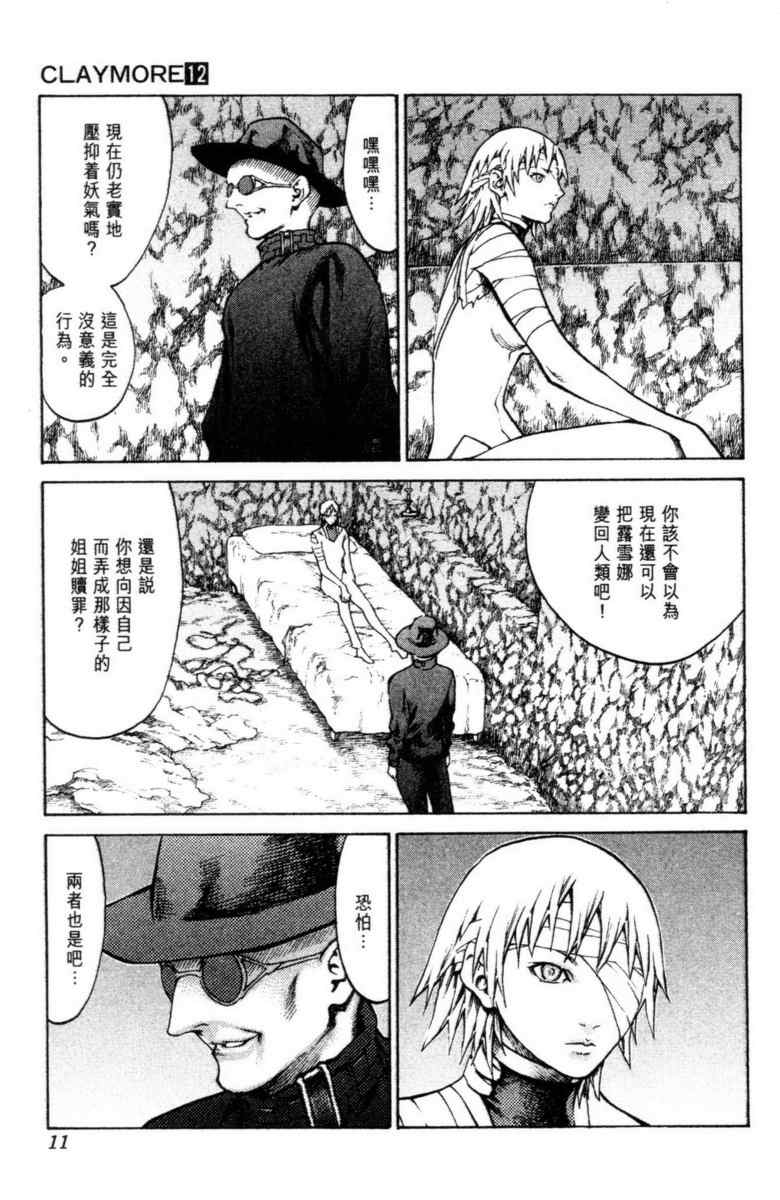 CLAYMORE 12
嘿嘿嘿…
現在仍老實地
壓抑着妖氣嗎？
這是完全
沒意義的
行為。
你該不會以為
現在還可以
把露雪娜
變回人類吧！
還是說
你想向因自己
而弄成那樣子的
姐姐贖罪？
恐怕…
兩者也是吧…
11